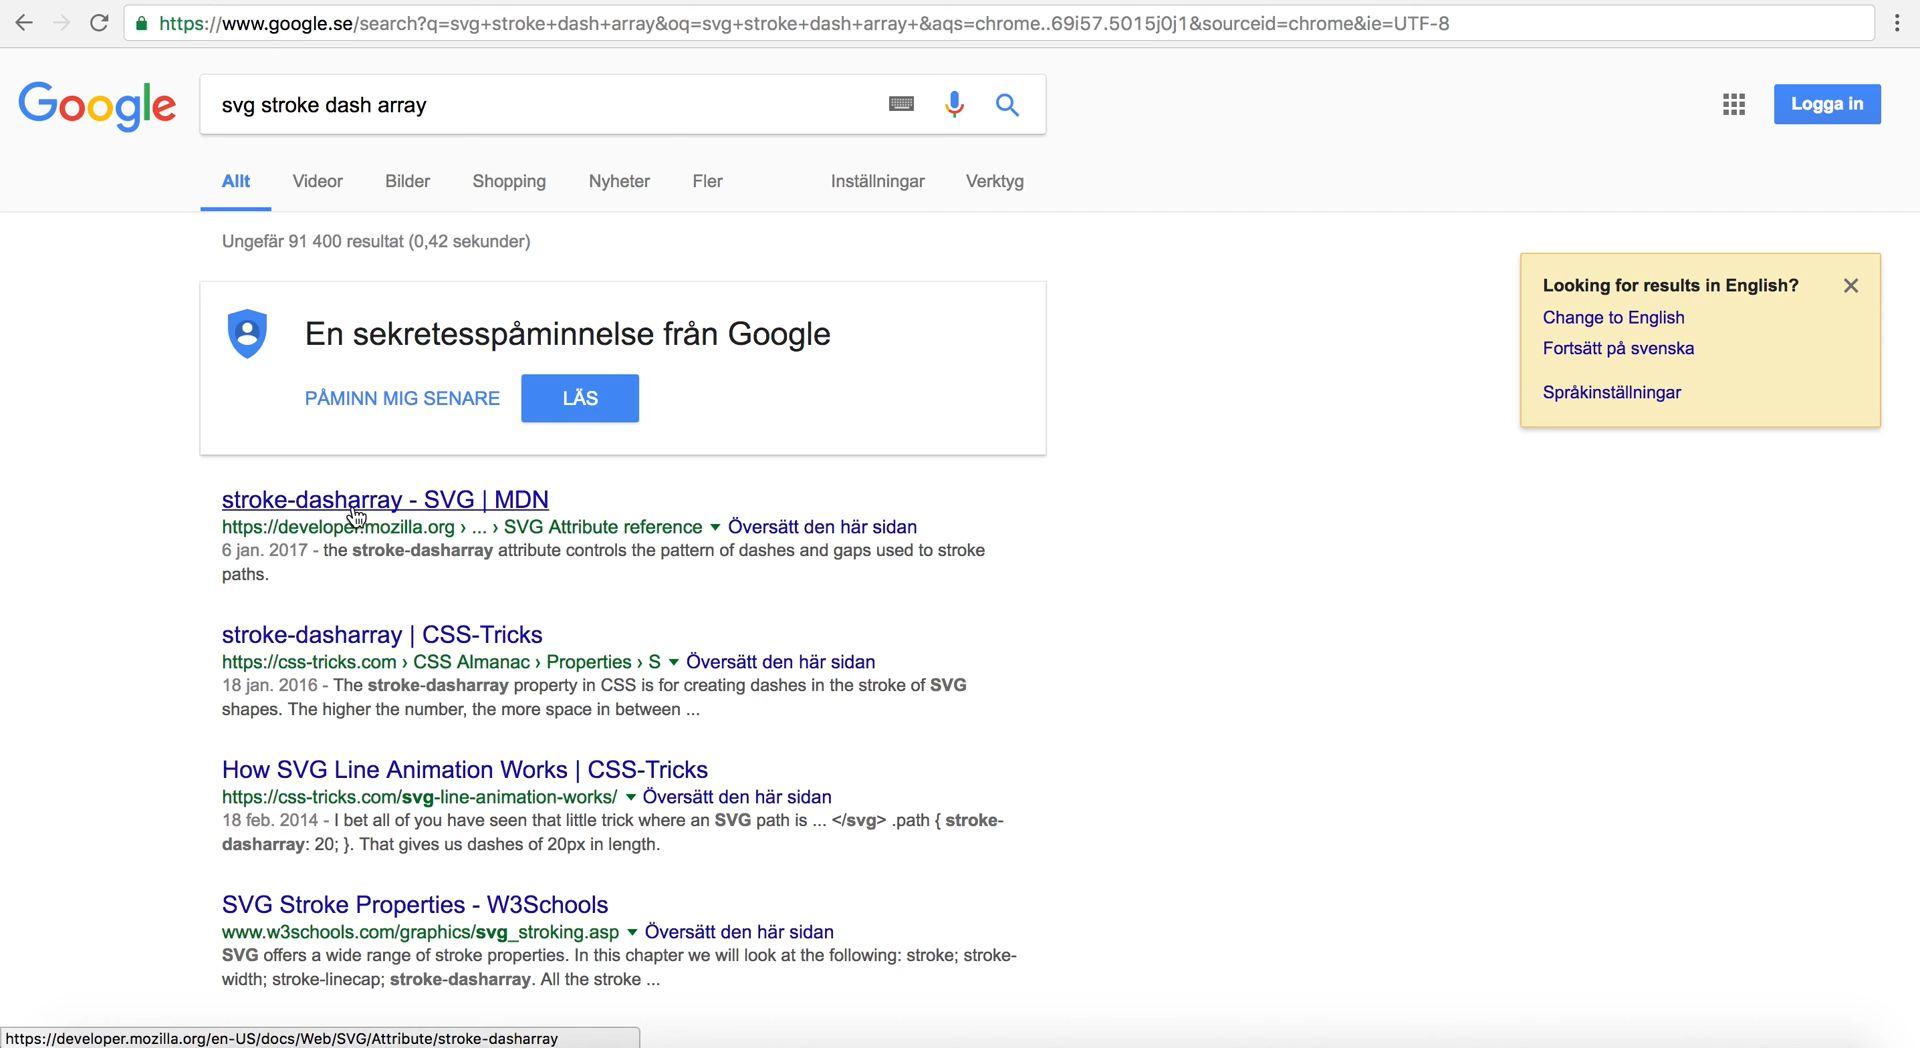 https://www.google.se/search?q=svg+stroke+dash+array&oq=svg+stroke+dash+array+&aqs=chrome..69i57.5015j0j1&sourceid=chrome&ie=UTF-8
Google
svg stroke dash array
Logga in
Allt Videor Bilder Shopping Nyheter Fler Inställningar Verktyg
Ungefär 91 400 resultat (0,42 sekunder)
Looking for results in English?
Change to English
Fortsätt på svenska
Språkinställningar
En sekretesspåminnelse från Google
PÅMINN MIG SENARE LÄS
stroke-dasharray - SVG | MDN
https://developer.mozilla.org › ... › SVG Attribute reference ▼ Översätt den här sidan
6 jan. 2017 - the stroke-dasharray attribute controls the pattern of dashes and gaps used to stroke
paths.
stroke-dasharray | CSS-Tricks
https://css-tricks.com › CSS Almanac › Properties › S ▼ Översätt den här sidan
18 jan. 2016 - The stroke-dasharray property in CSS is for creating dashes in the stroke of SVG
shapes. The higher the number, the more space in between ...
How SVG Line Animation Works | CSS-Tricks
https://css-tricks.com/svg-line-animation-works/ ▼ Översätt den här sidan
18 feb. 2014 - I bet all of you have seen that little trick where an SVG path is ... </svg> .path { stroke-
dasharray: 20; }. That gives us dashes of 20px in length.
SVG Stroke Properties - W3Schools
www.w3schools.com/graphics/svg_stroking.asp ▼ Översätt den här sidan
SVG offers a wide range of stroke properties. In this chapter we will look at the following: stroke; stroke-
width; stroke-linecap; stroke-dasharray. All the stroke ...
https://developer.mozilla.org/en-US/docs/Web/SVG/Attribute/stroke-dasharray